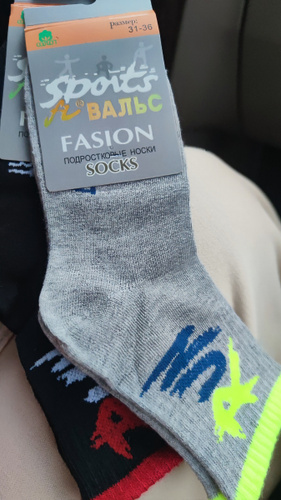 размер:
31-36
sports
ВАЛЬС
FASION
ПОДРОСТКОВЫЕ НОСКИ
SOCKS